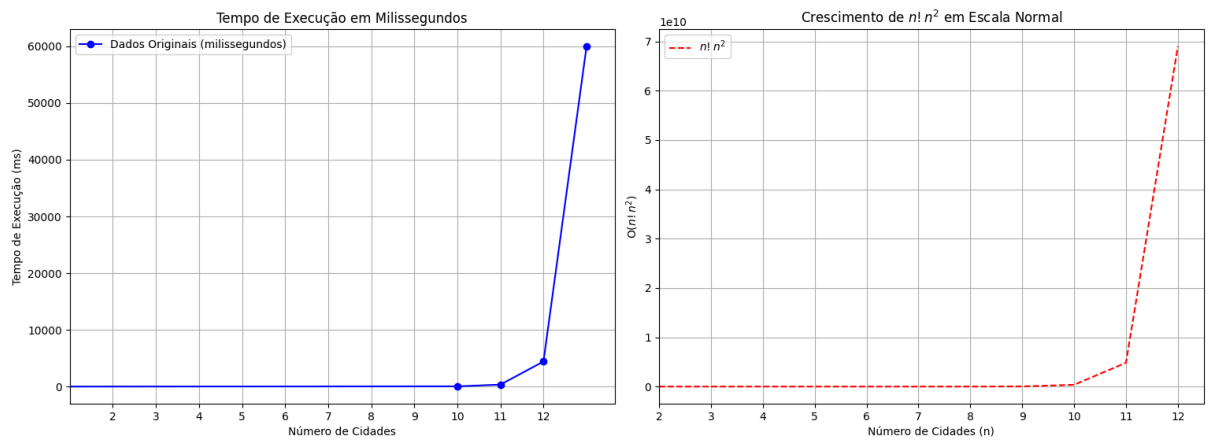 Tempo de Execução em Milissegundos
Dados Originais (milissegundos)
60000
50000
40000
30000
20000
10000
0
Tempo de Execução (ms)
2 3 4 5 6 7 8 9 10 11 12
Número de Cidades
Crescimento de n! n² em Escala Normal
1e10
n! n²
7
6
5
4
3
2
1
0
O(n! n²)
2 3 4 5 6 7 8 9 10 11 12
Número de Cidades (n)